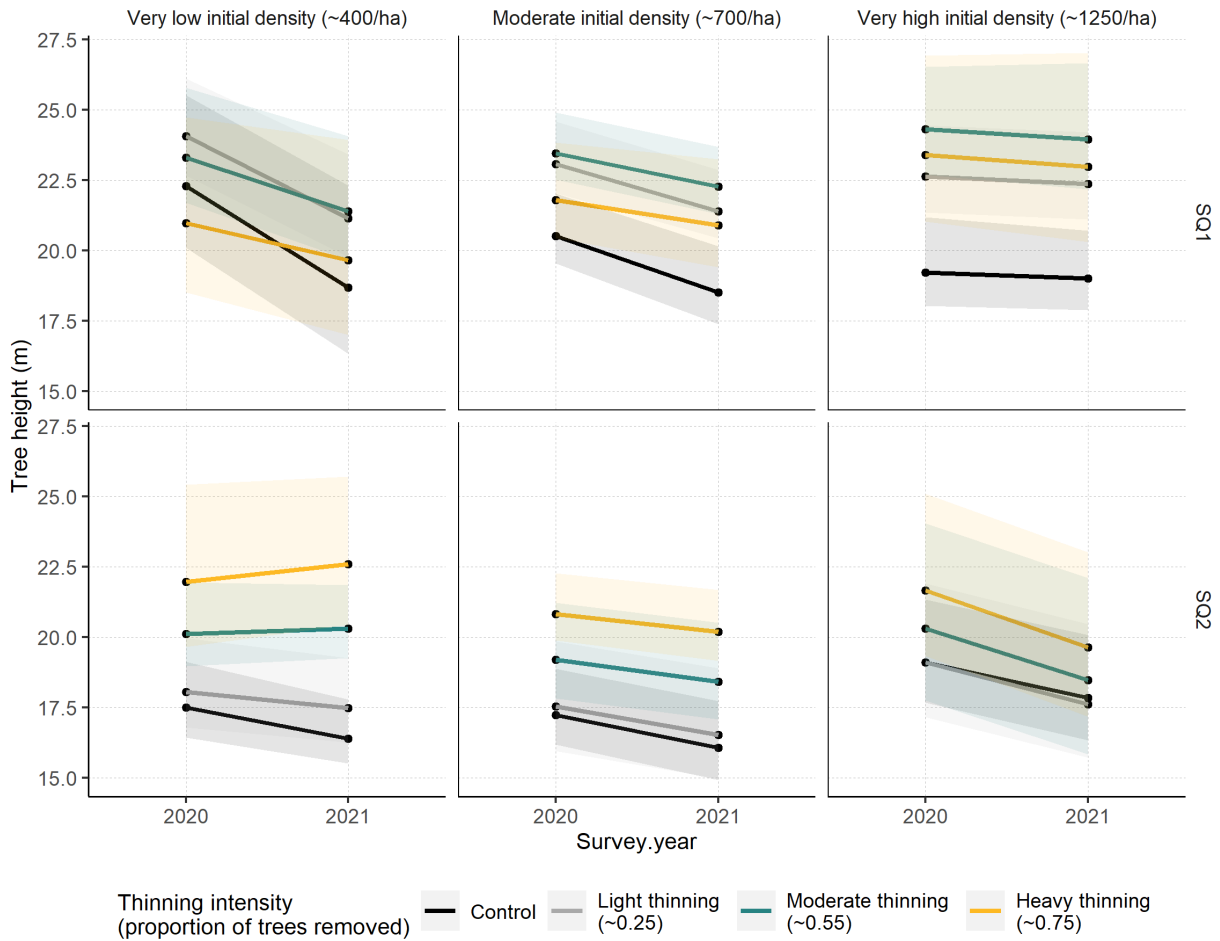 Very low initial density (~400/ha)
Moderate initial density (~700/ha)
Very high initial density (~1250/ha)
27.5
25.0
22.5
20.0
17.5
15.0
SQ1
Tree height (m)
27.5
25.0
22.5
20.0
17.5
15.0
SQ2
2020
2021
2020
2021
2020
2021
Survey.year
Thinning intensity
(proportion of trees removed)
Control
Light thinning
(~0.25)
Moderate thinning
(~0.55)
Heavy thinning
(~0.75)